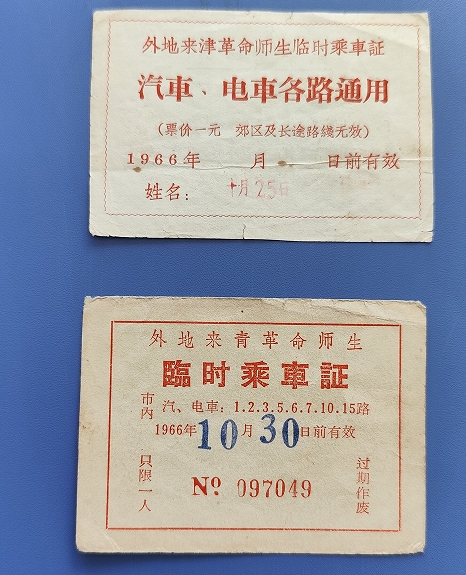 外地来津革命师生临时乘車証
汽車、电車各路通用
(票价一元 郊区及长途路綫无效)
1966年 月 日前有效
姓名: 十月25日
外地来青革命师生
臨时乘車証
市内
汽、电車:1.2.3.5.6.7.10.15路
1966年10月30日前有效
只限一人
№ 097049
过期作废